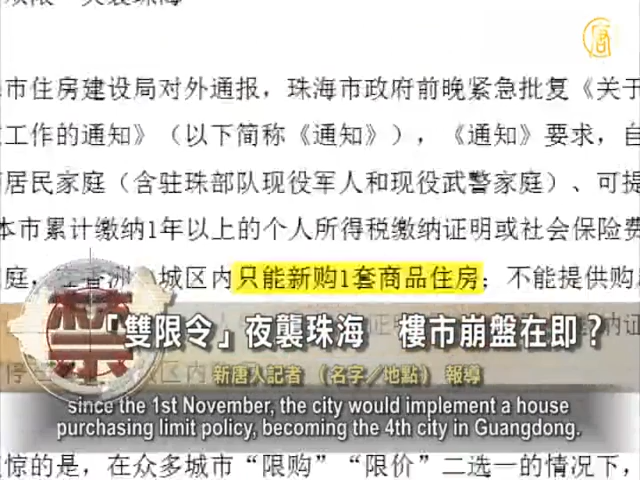 市住房建设局对外通报，珠海市政府前晚紧急批复《关于
工作的通知》（以下简称《通知》），《通知》要求，自
居民家庭（含驻珠部队现役军人和现役武警家庭）、可提
本市累计缴纳1年以上的个人所得税缴纳证明或社会保险费
庭，在香洲 城区内只能新购1套商品住房；不能提供购
禁
「雙限令」夜襲珠海 樓市崩盤在即？
新唐人記者 （名字／地點） 報導
since the 1st November, the city would implement a house
purchasing limit policy, becoming the 4th city in Guangdong.
惊的是，在众多城市“限购”“限价”二选一的情况下，